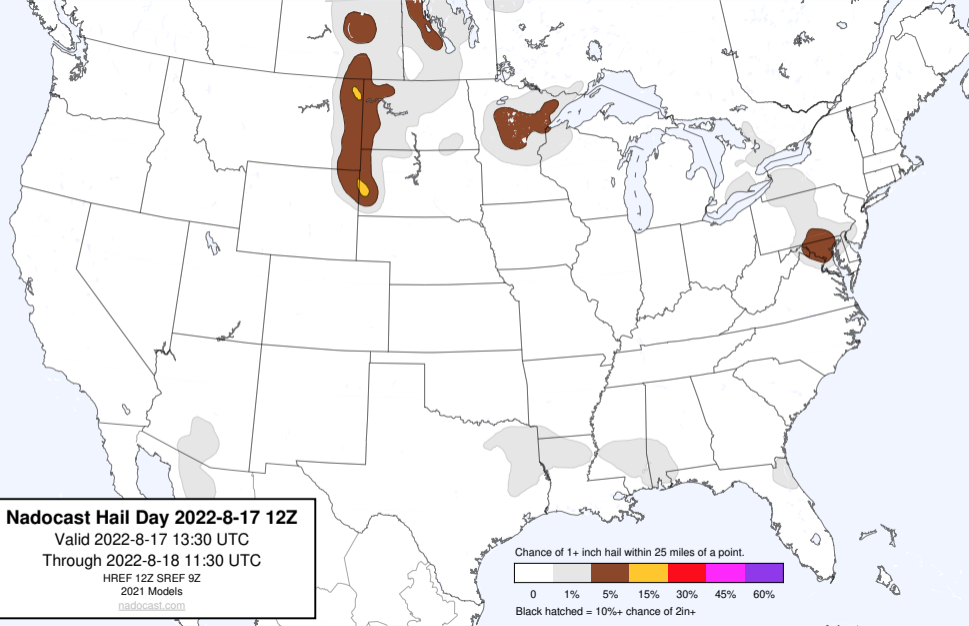 Nadocast Hail Day 2022-8-17 12Z
Valid 2022-8-17 13:30 UTC
Through 2022-8-18 11:30 UTC
HREF 12Z SREF 9Z
2021 Models
nadocast.com
Chance of 1+ inch hail within 25 miles of a point.
0 1% 5% 15% 30% 45% 60%
Black hatched = 10%+ chance of 2in+